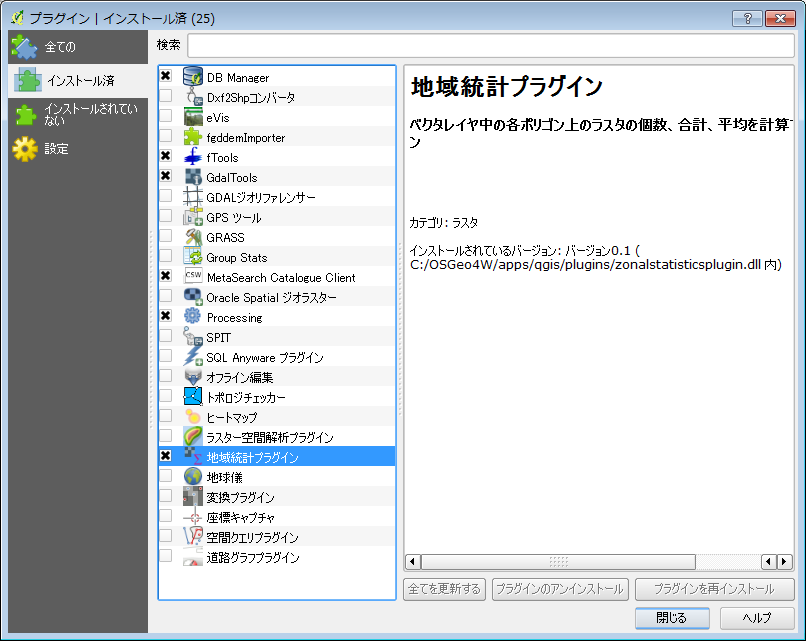 プラグイン | インストール済 (25)
全ての
インストール済
インストールされてい
ない
設定
検索
DB Manager
Dxf2Shpコンバータ
eVis
fgddemImporter
fTools
GdalTools
GDALジオリファレンサー
GPS ツール
GRASS
Group Stats
CSW
MetaSearch Catalogue Client
Oracle Spatial ジオラスター
Processing
SPIT
SQL Anyware プラグイン
オフライン編集
トポロジチェッカー
ヒートマップ
ラスター空間解析プラグイン
地域統計プラグイン
地球儀
変換プラグイン
座標キャプチャ
空間クエリプラグイン
道路グラフプラグイン
地域統計プラグイン
ベクタレイヤ中の各ポリゴン上のラスタの個数、合計、平均を計算
ン
カテゴリ: ラスタ
インストールされているバージョン: バージョン0.1 (
C:/OSGeo4W/apps/qgis/plugins/zonalstatisticsplugin.dll 内)
全てを更新する
プラグインのアンインストール
プラグインを再インストール
閉じる
ヘルプ